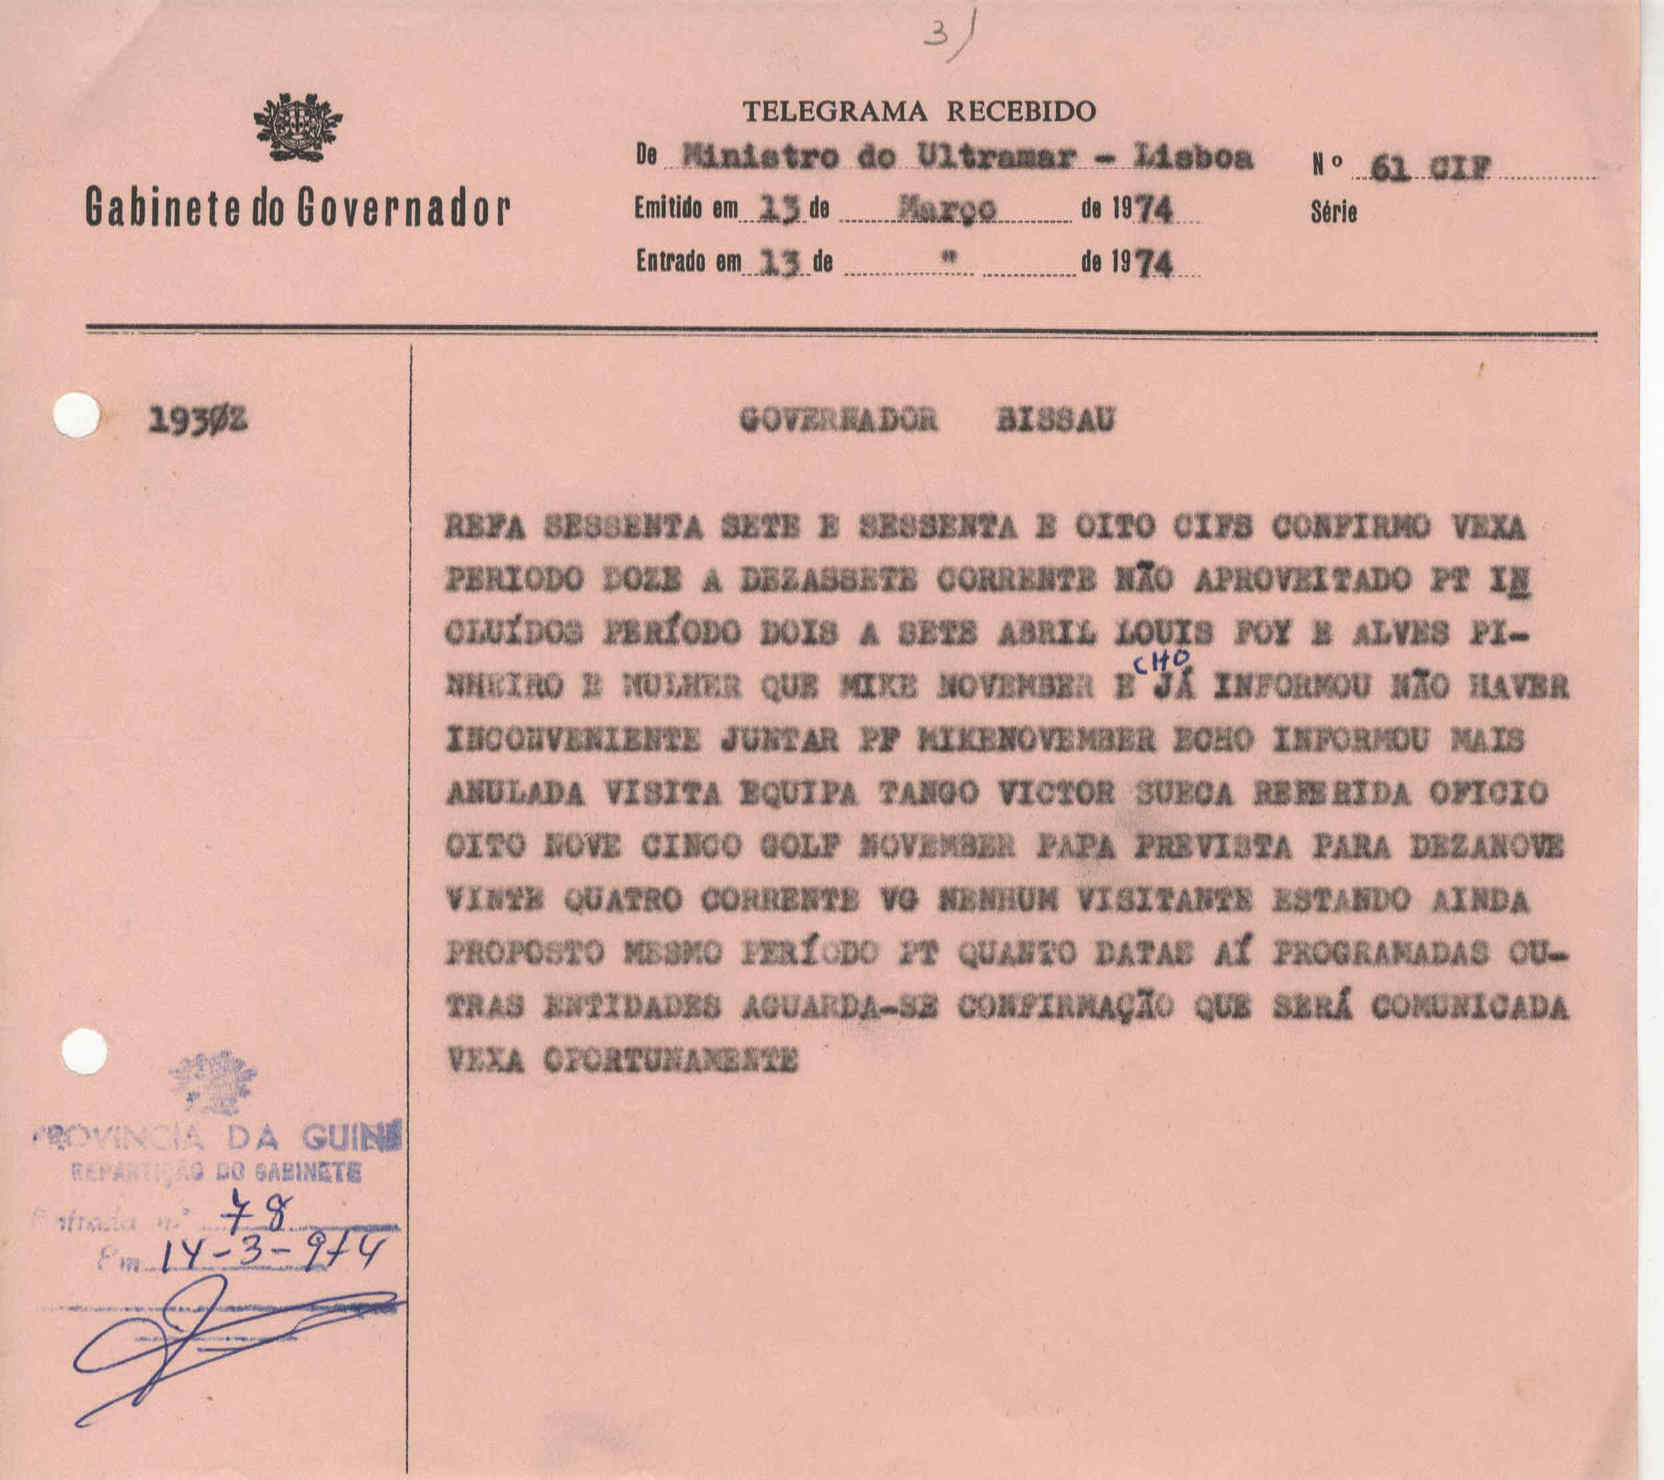 3)
TELEGRAMA RECEBIDO
De Ministro do Ultramar - Lisboa
Nº 61 CIF
Gabinete do Governador
Emitido em 13 de Março de 1974
Série
Entrado em 13 de " de 1974
193ØZ
GOVERNADOR BISSAU
REFA SESSENTA SETE E SESSENTA E OITO CIFS CONFIRMO VEXA
PERIODO DOZE A DEZASSETE CORRENTE NÃO APROVEITADO PT IN
CLUÍDOS PERÍODO DOIS A SETE ABRIL LOUIS FOY E ALVES PI-
CHO
NHEIRO E MULHER QUE MIKE NOVEMBER E JÁ INFORMOU NÃO HAVER
INCONVENIENTE JUNTAR PF MIKENOVEMBER ECHO INFORMOU MAIS
ANULADA VISITA EQUIPA TANGO VICTOR SUECA REFERIDA OFICIO
OITO NOVE CINCO GOLF NOVEMBER PAPA PREVISTA PARA DEZANOVE
VINTE QUATRO CORRENTE VG NENHUM VISITANTE ESTANDO AINDA
PROPOSTO MESMO PERÍODO PT QUANTO DATAS AÍ PROGRAMADAS OU-
TRAS ENTIDADES AGUARDA-SE CONFIRMAÇÃO QUE SERÁ COMUNICADA
VEXA OPORTUNAMENTE
PROVINCIA DA GUINÉ
REPARTIÇÃO DO GABINETE
Entrada n.º 78
Em 14-3-974